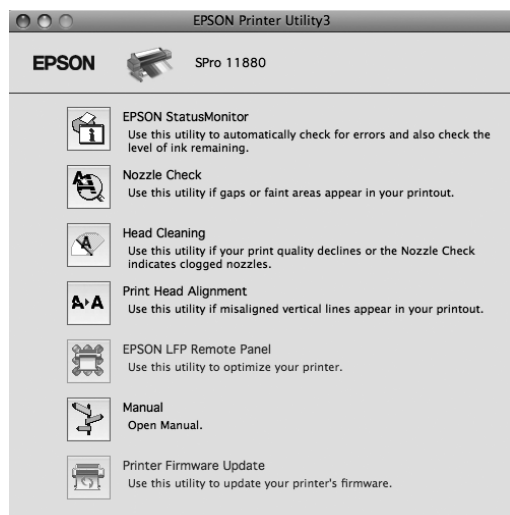 EPSON Printer Utility3
EPSON
SPro 11880
EPSON StatusMonitor
Use this utility to automatically check for errors and also check the
level of ink remaining.
Nozzle Check
Use this utility if gaps or faint areas appear in your printout.
Head Cleaning
Use this utility if your print quality declines or the Nozzle Check
indicates clogged nozzles.
Print Head Alignment
Use this utility if misaligned vertical lines appear in your printout.
EPSON LFP Remote Panel
Use this utility to optimize your printer.
Manual
Open Manual.
Printer Firmware Update
Use this utility to update your printer's firmware.